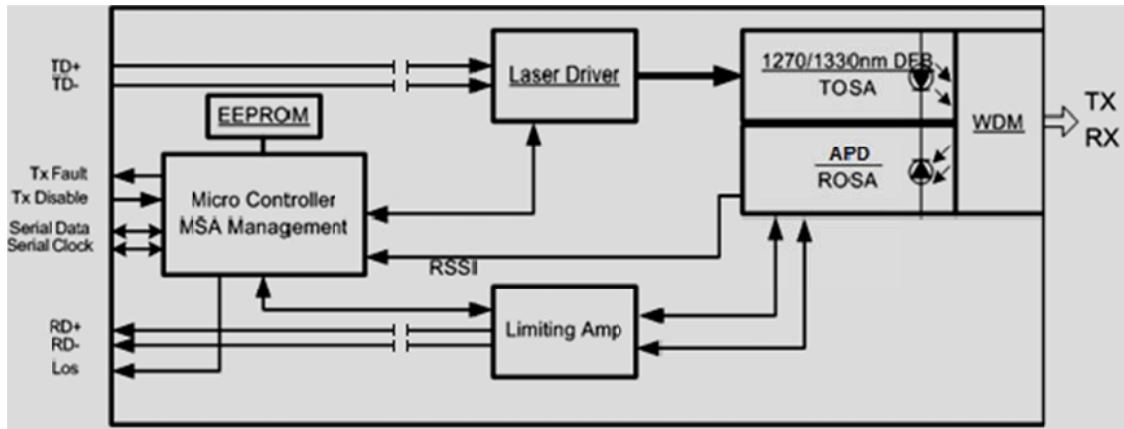 TD+
TD-
Laser Driver
1270/1330nm DFB
TOSA
WDM
TX
RX
EEPROM
APD
ROSA
Tx Fault
Tx Disable
Serial Data
Serial Clock
Micro Controller
MSA Management
RSSI
RD+
RD-
Los
Limiting Amp